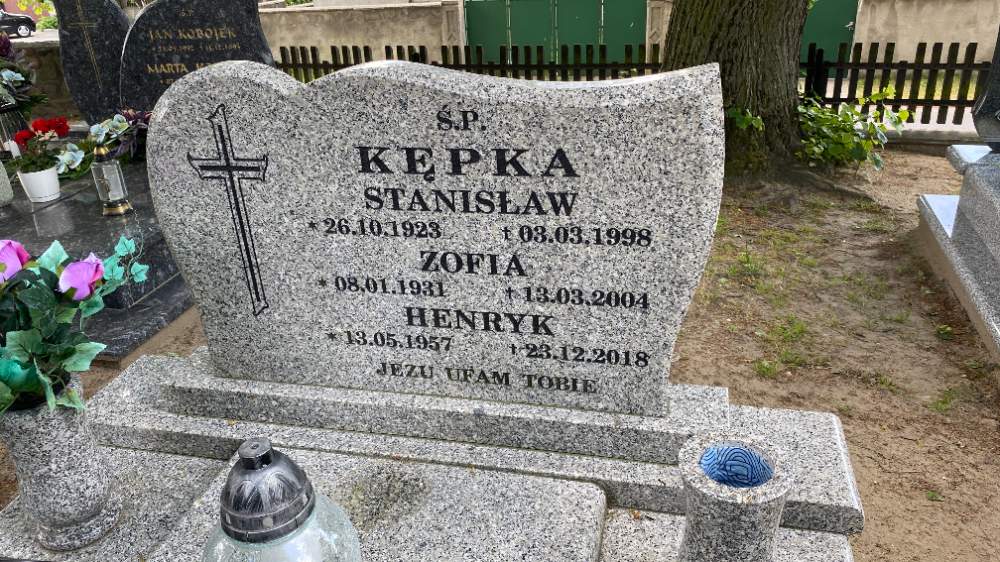 JAN KOBOJEK
MARTA
Ś.P.
KĘPKA
STANISŁAW
* 26.10.1923 † 03.03.1998
ZOFIA
* 08.01.1931 † 13.03.2004
HENRYK
* 13.05.1957 † 23.12.2018
JEZU UFAM TOBIE